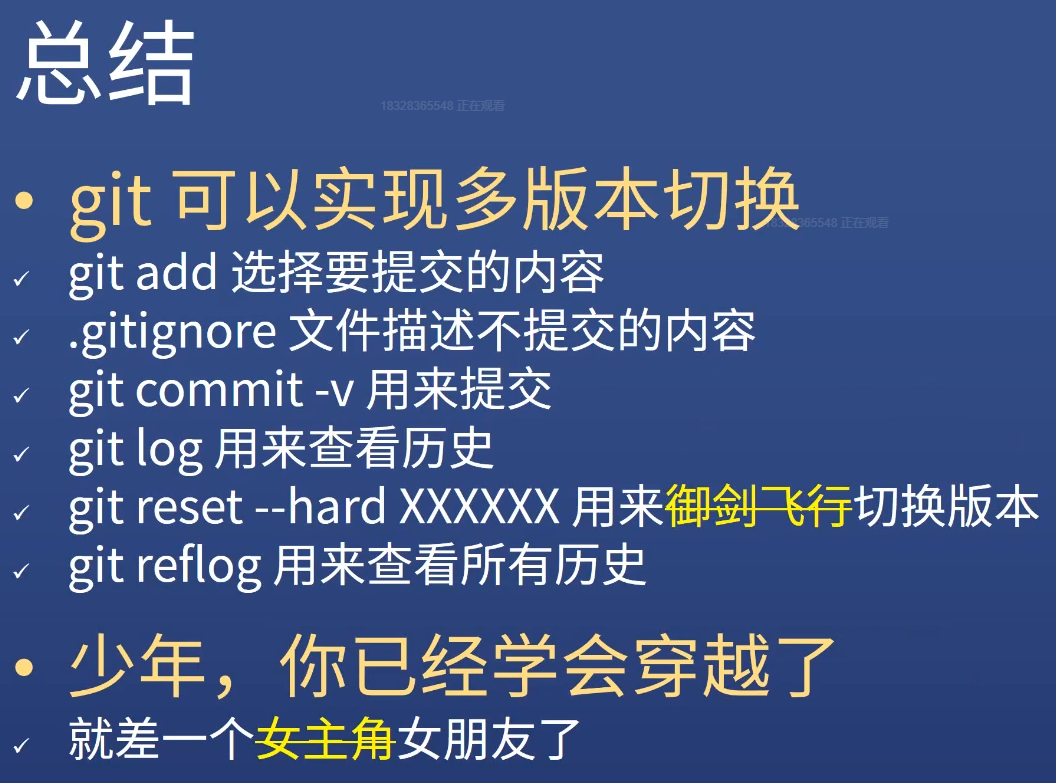 总结
18328365548 正在观看
• git 可以实现多版本切换
18328365548 正在观看
✓ git add 选择要提交的内容
✓ .gitignore 文件描述不提交的内容
✓ git commit -v 用来提交
✓ git log 用来查看历史
✓ git reset --hard XXXXXX 用来御剑飞行切换版本
✓ git reflog 用来查看所有历史
• 少年，你已经学会穿越了
✓ 就差一个女主角女朋友了